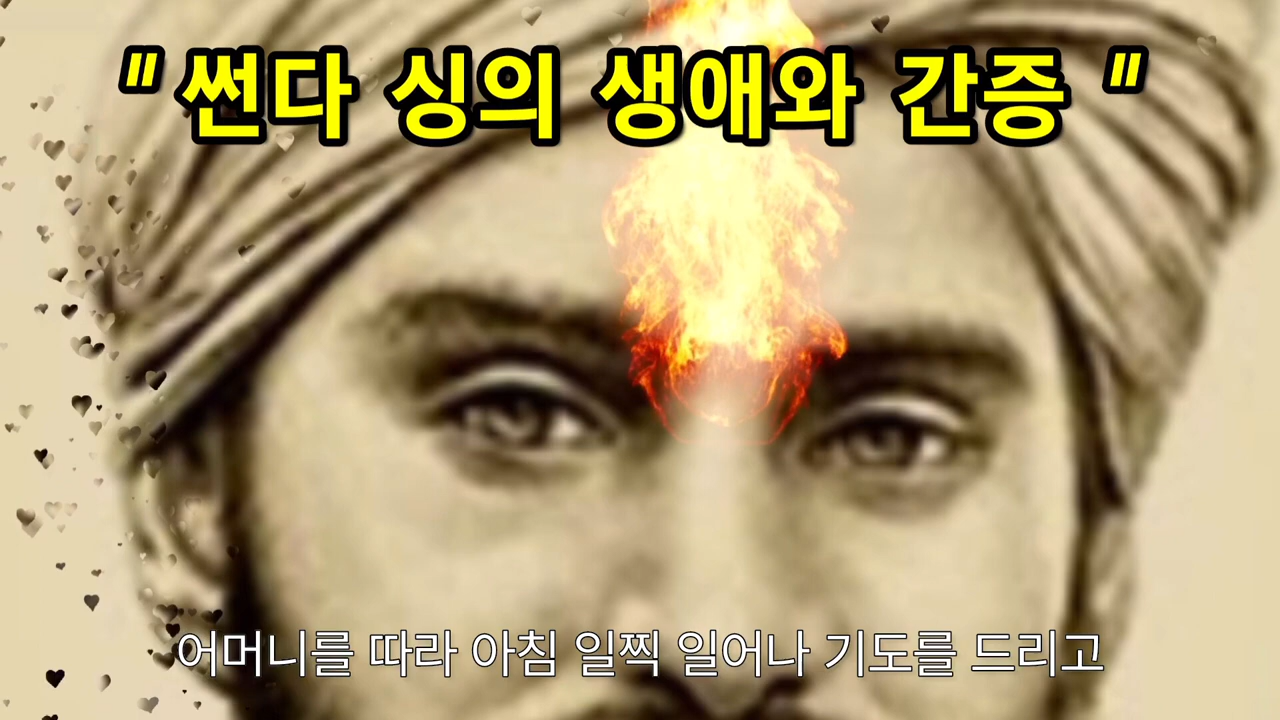 " 썬다 싱의 생애와 간증 "
어머니를 따라 아침 일찍 일어나 기도를 드리고